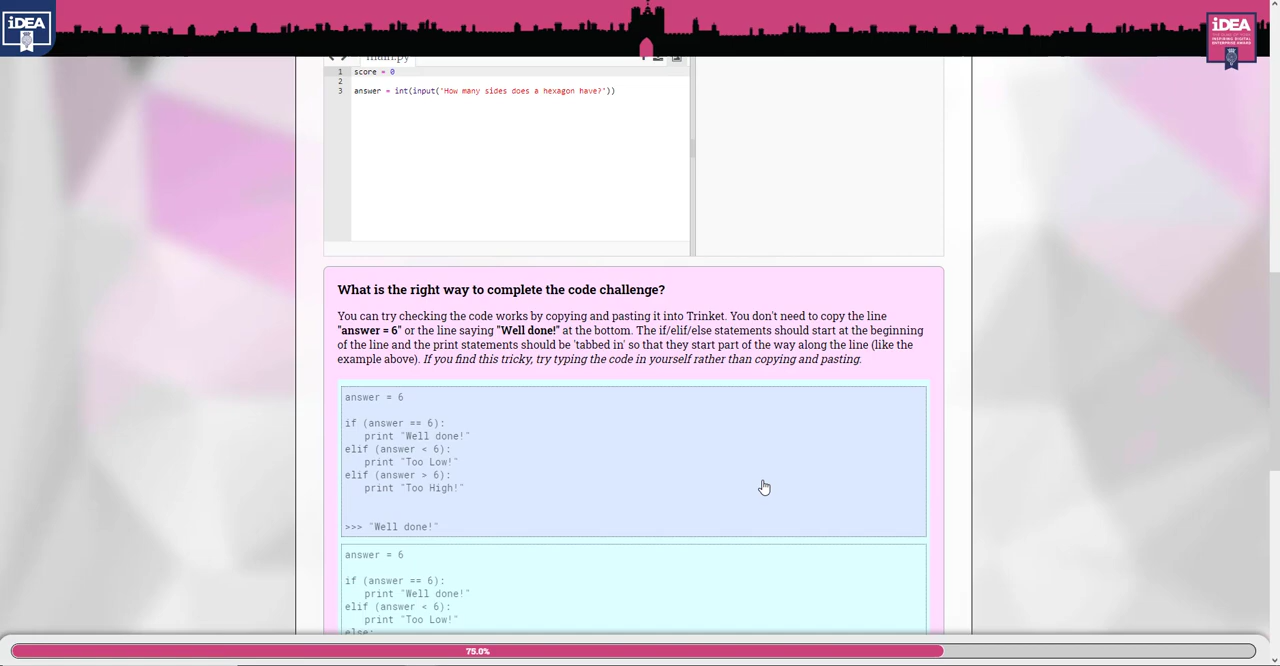 iDEA
iDEA
INSPIRING DIGITAL
ENTERPRISE AWARD
main.py
1 score = 0
2
3 answer = int(input('How many sides does a hexagon have?'))
What is the right way to complete the code challenge?
You can try checking the code works by copying and pasting it into Trinket. You don't need to copy the line
"answer = 6" or the line saying "Well done!" at the bottom. The if/elif/else statements should start at the beginning
of the line and the print statements should be 'tabbed in' so that they start part of the way along the line (like the
example above). If you find this tricky, try typing the code in yourself rather than copying and pasting.
answer = 6
if (answer == 6):
print "Well done!"
elif (answer < 6):
print "Too Low!"
elif (answer > 6):
print "Too High!"
>>> "Well done!"
answer = 6
if (answer == 6):
print "Well done!"
elif (answer < 6):
print "Too Low!"
else:
75.0%